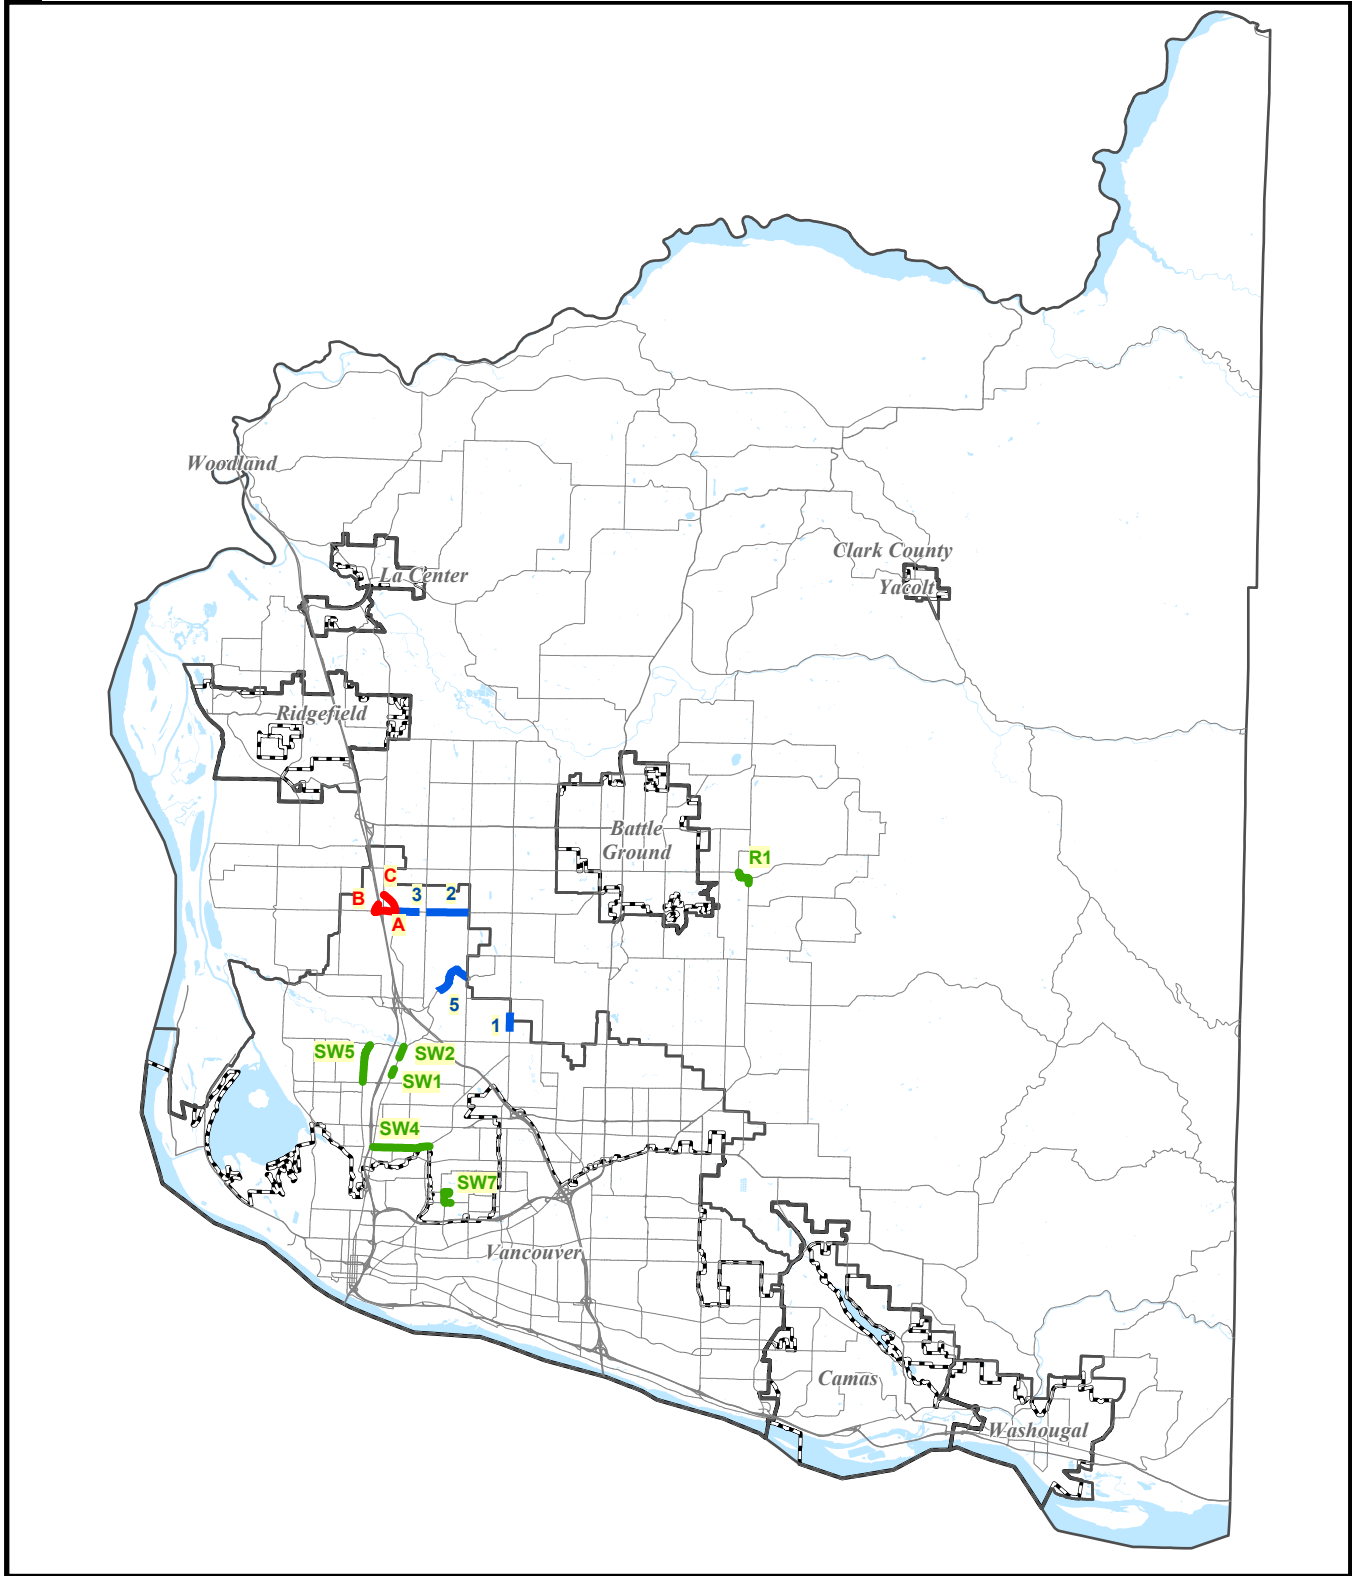 Woodland
Clark County
La Center
Yacolt
Ridgefield
Battle
Ground
R1
C
B
3
2
A
5
1
SW5
SW2
SW1
SW4
SW7
Vancouver
Camas
Washougal